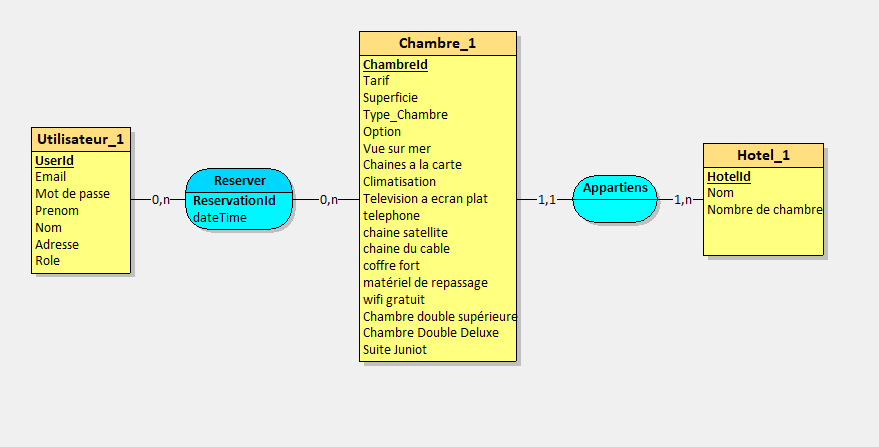 Utilisateur_1
UserId
Email
Mot de passe
Prenom
Nom
Adresse
Role
0,n
Reserver
ReservationId
dateTime
0,n
Chambre_1
ChambreId
Tarif
Superficie
Type_Chambre
Option
Vue sur mer
Chaines a la carte
Climatisation
Television a ecran plat
telephone
chaine satellite
chaine du cable
coffre fort
matériel de repassage
wifi gratuit
Chambre double supérieure
Chambre Double Deluxe
Suite Juniot
1,1
Appartiens
1,n
Hotel_1
HotelId
Nom
Nombre de chambre